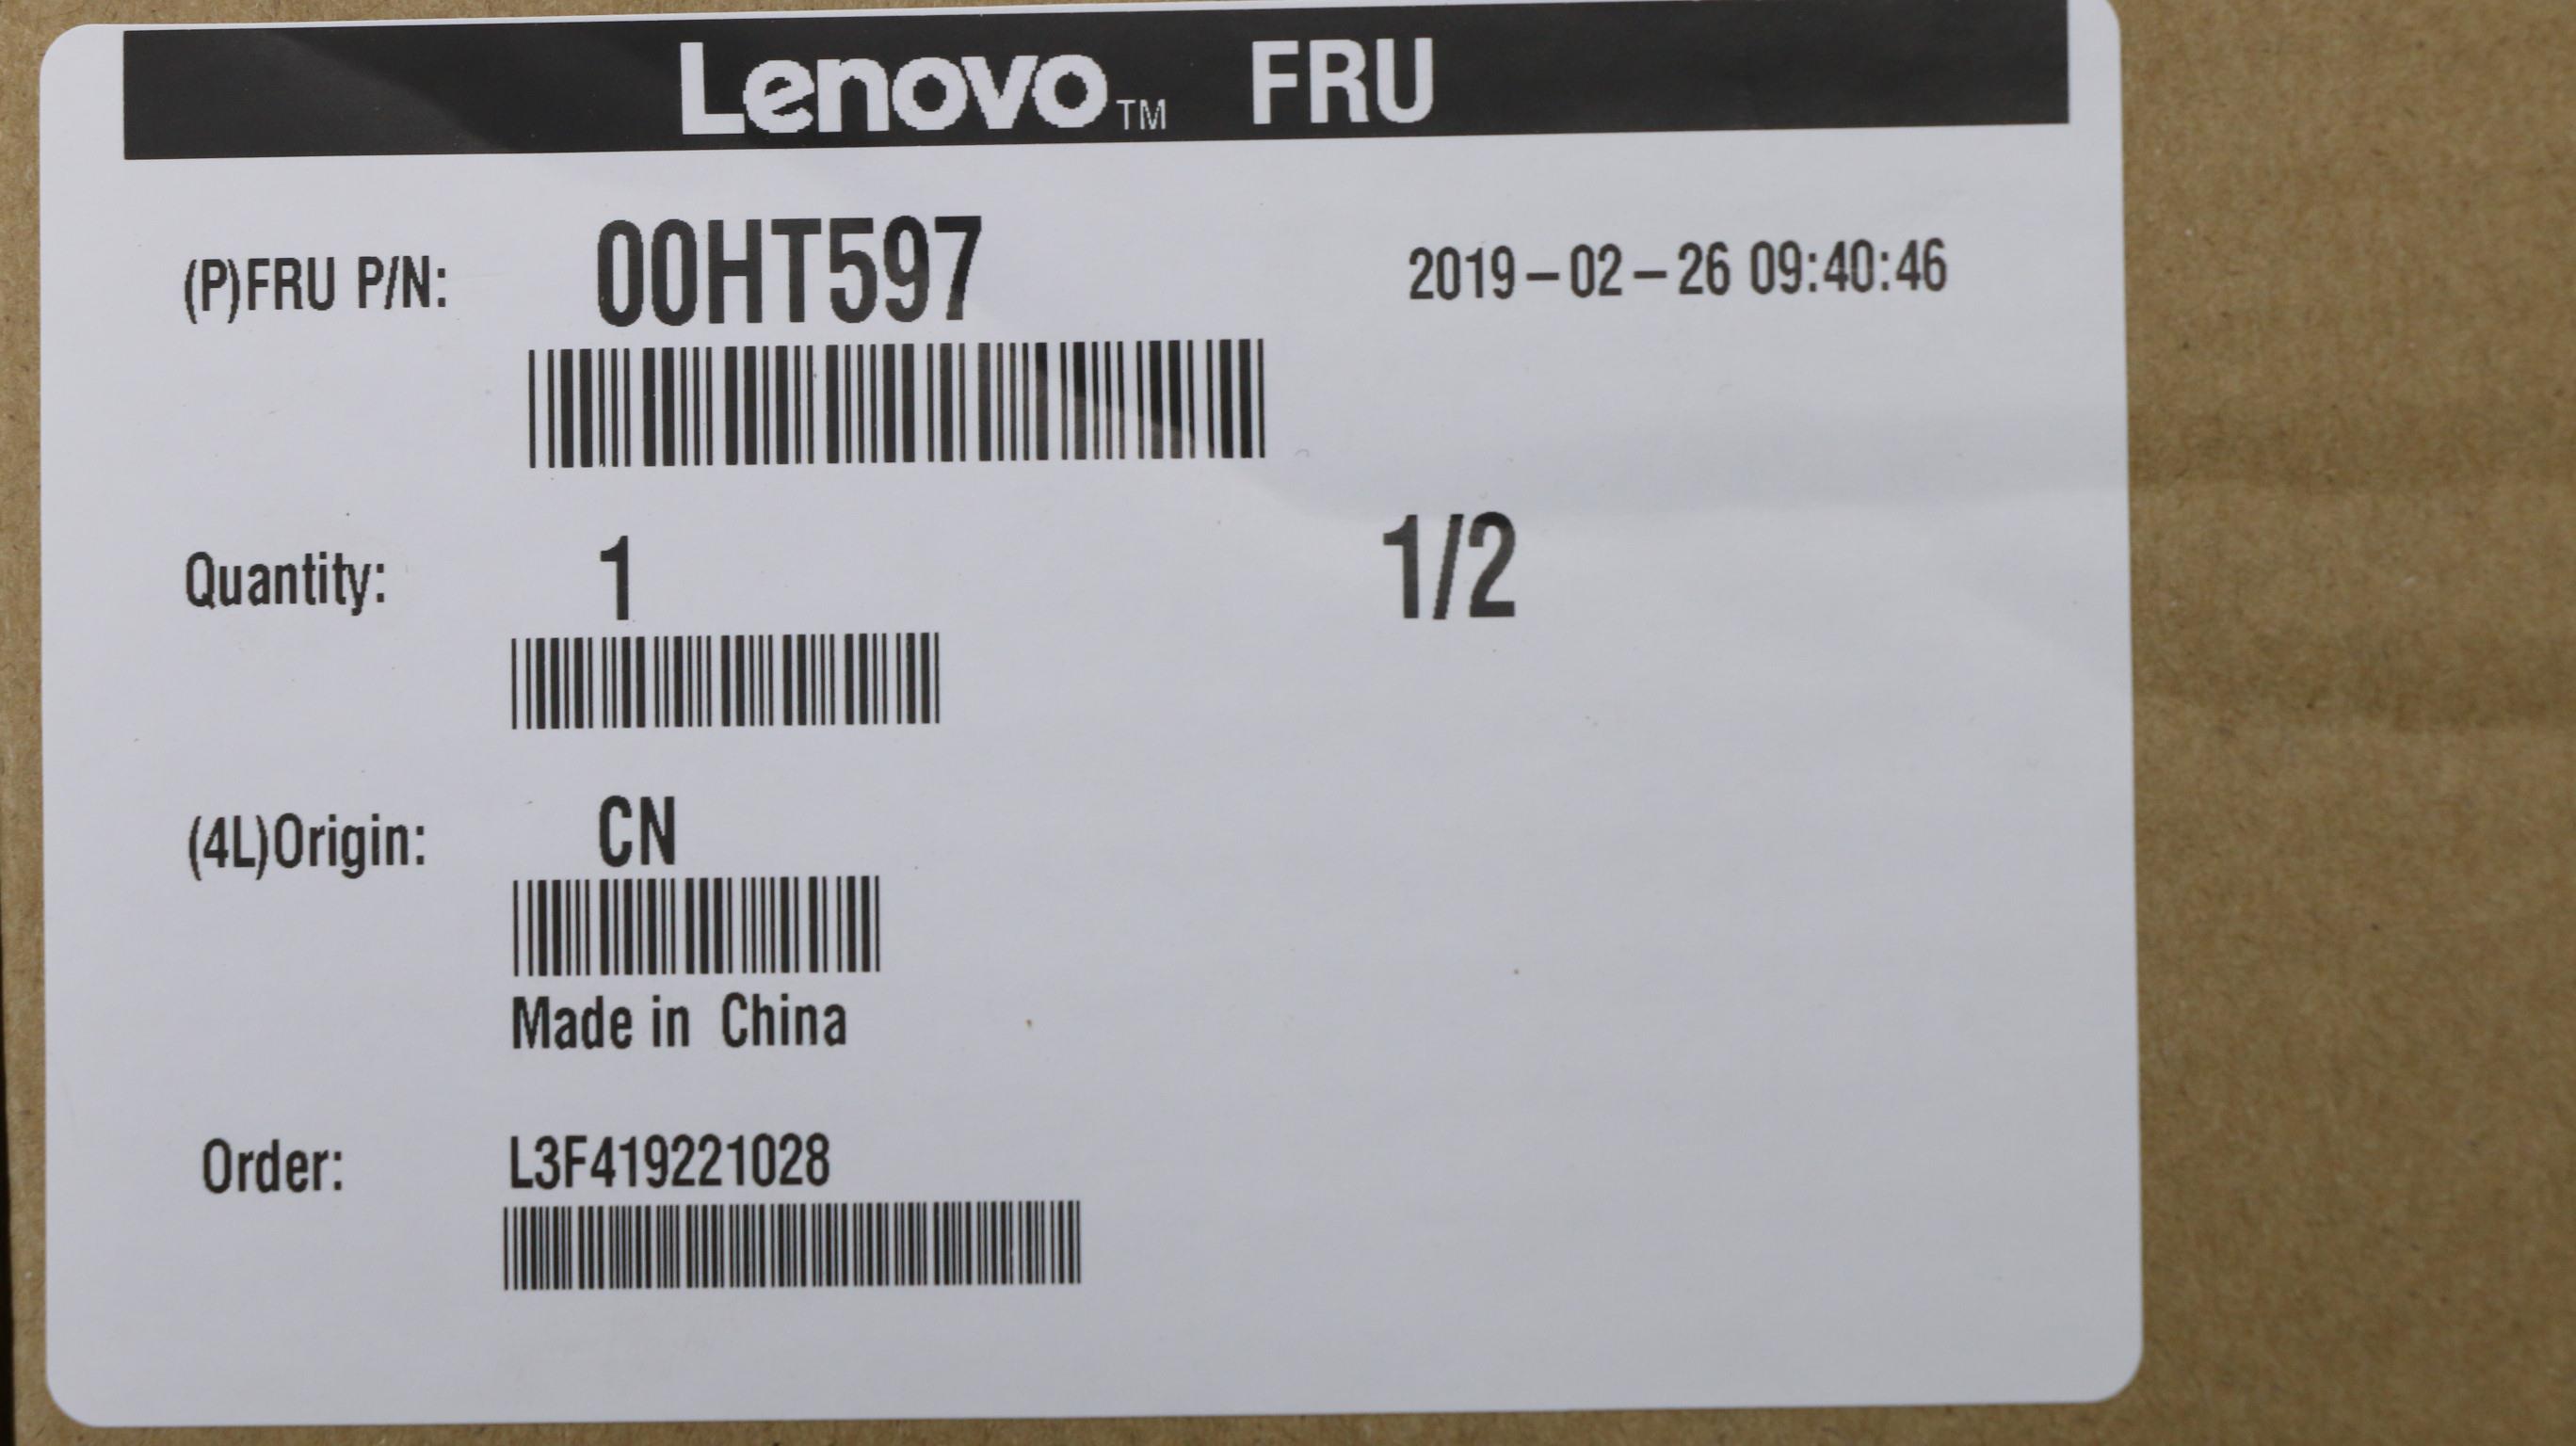 Lenovo™ FRU
(P)FRU P/N: 00HT597 2019-02-26 09:40:46
Quantity: 1 1/2
(4L)Origin: CN
Made in China
Order: L3F419221028